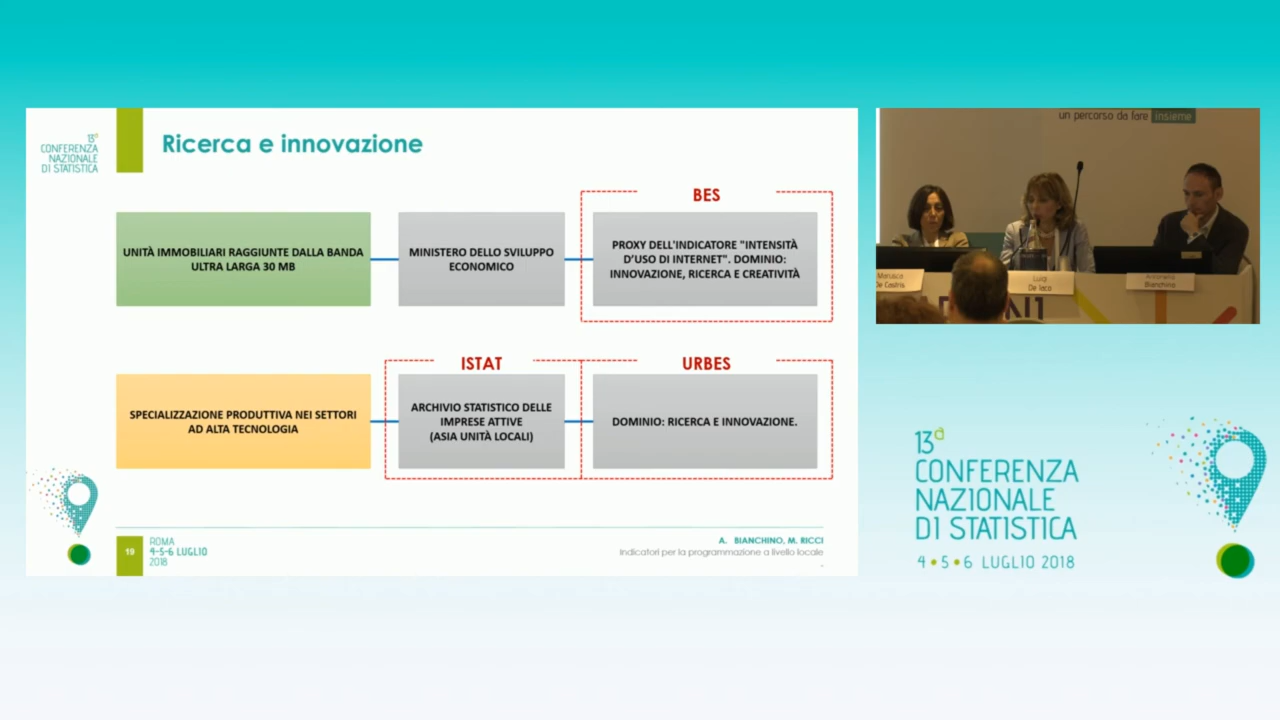 13ª
CONFERENZA
NAZIONALE
DI STATISTICA
Ricerca e innovazione
BES
UNITÀ IMMOBILIARI RAGGIUNTE DALLA BANDA
ULTRA LARGA 30 MB
MINISTERO DELLO SVILUPPO
ECONOMICO
PROXY DELL'INDICATORE "INTENSITÀ
D'USO DI INTERNET". DOMINIO:
INNOVAZIONE, RICERCA E CREATIVITÀ
ISTAT
URBES
SPECIALIZZAZIONE PRODUTTIVA NEI SETTORI
AD ALTA TECNOLOGIA
ARCHIVIO STATISTICO DELLE
IMPRESE ATTIVE
(ASIA UNITÀ LOCALI)
DOMINIO: RICERCA E INNOVAZIONE.
19
ROMA
4-5-6 LUGLIO
2018
A. BIANCHINO, M. RICCI
Indicatori per la programmazione a livello locale
un percorso da fare insieme
De Castris
Luigi
De Iaco
Antonella
Bianchino
13ª
CONFERENZA
NAZIONALE
DI STATISTICA
4•5•6 LUGLIO 2018